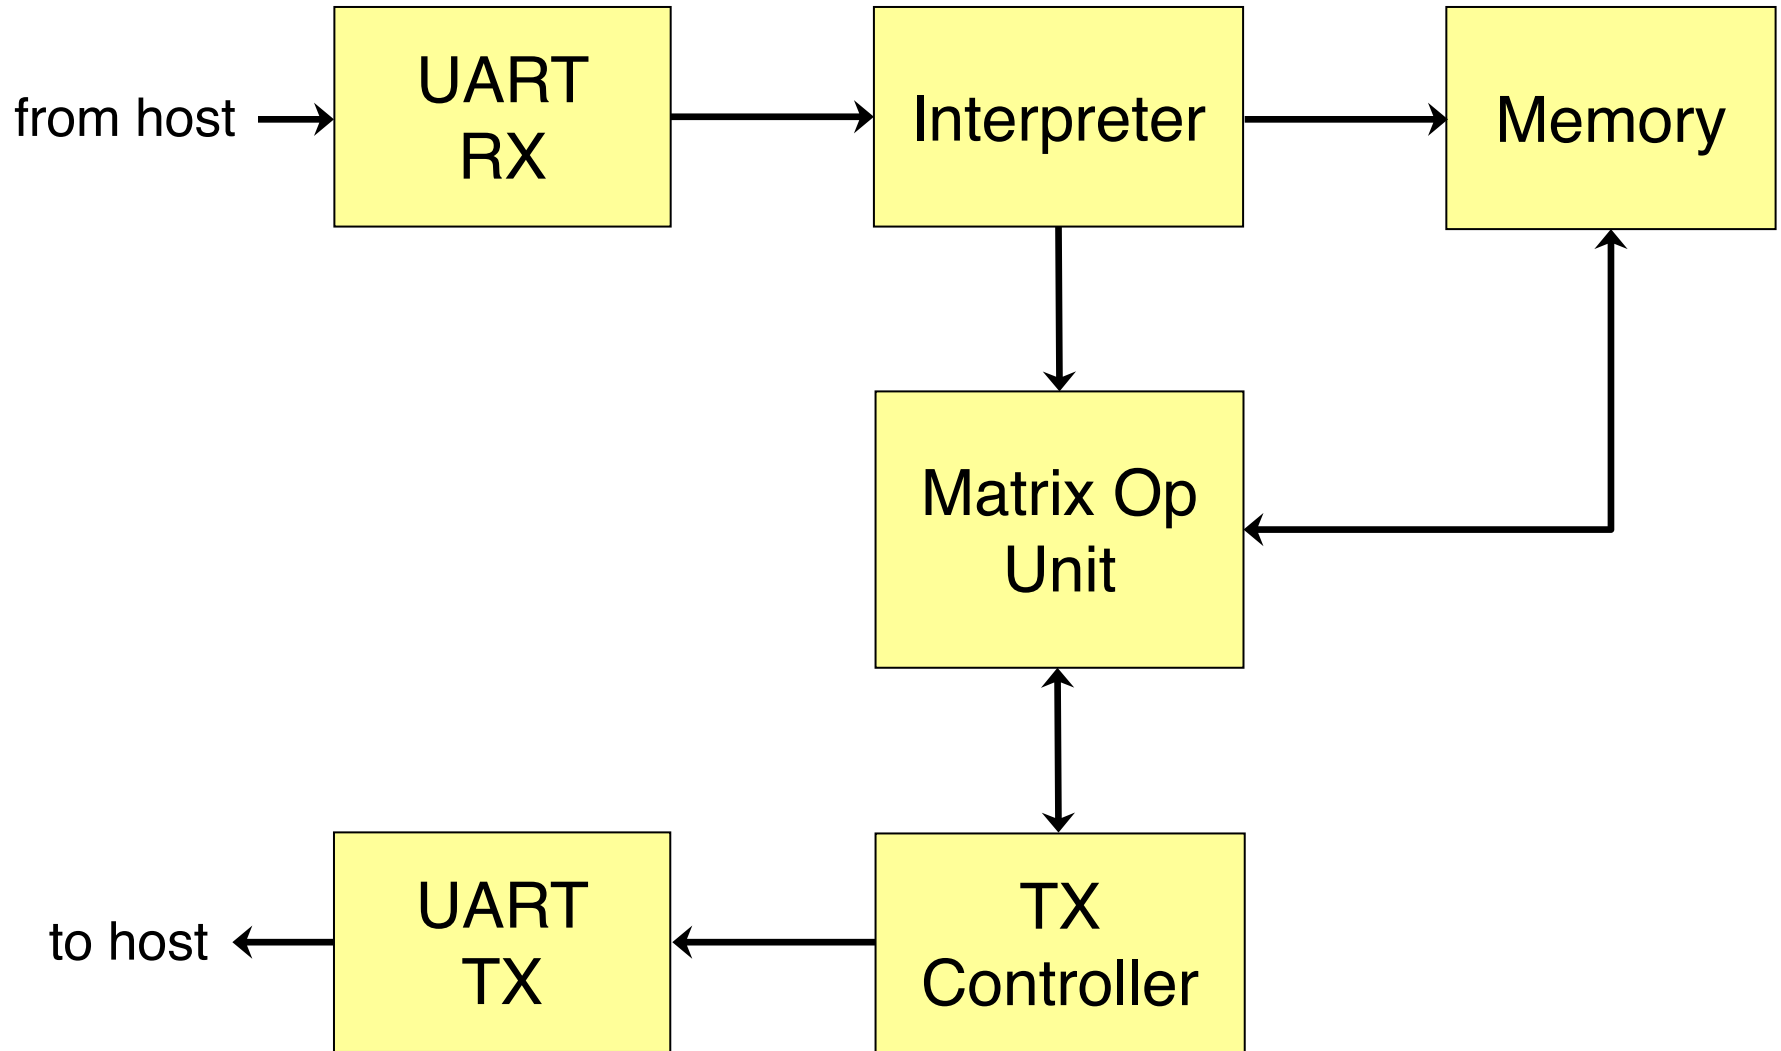 from host
UART
RX
Interpreter
Memory
Matrix Op
Unit
to host
UART
TX
TX
Controller